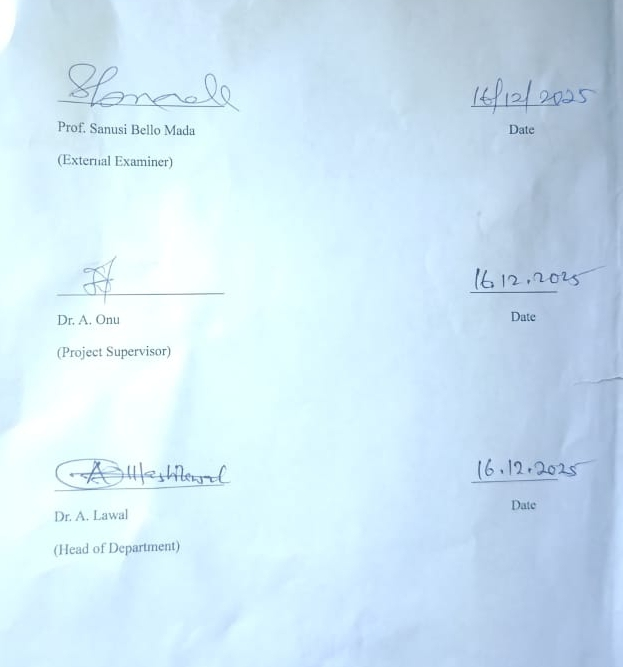 16/12/2025
Prof. Sanusi Bello Mada
Date
(External Examiner)
16.12.2025
Dr. A. Onu
Date
(Project Supervisor)
16.12.2025
Dr. A. Lawal
Date
(Head of Department)